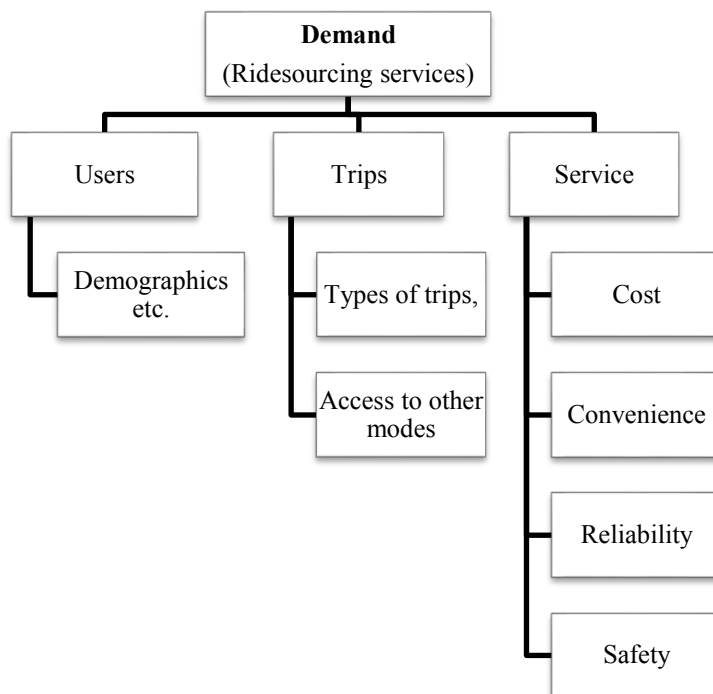 Demand
(Ridesourcing services)
Users
Trips
Service
Demographics
etc.
Types of trips,
Cost
Access to other
modes
Convenience
Reliability
Safety